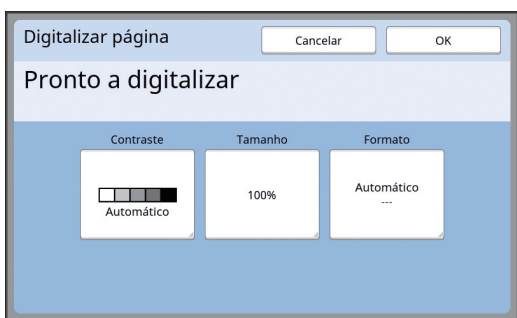 Digitalizar página
Cancelar
OK
Pronto a digitalizar
Contraste
Tamanho
Formato
Automático
100%
Automático
---